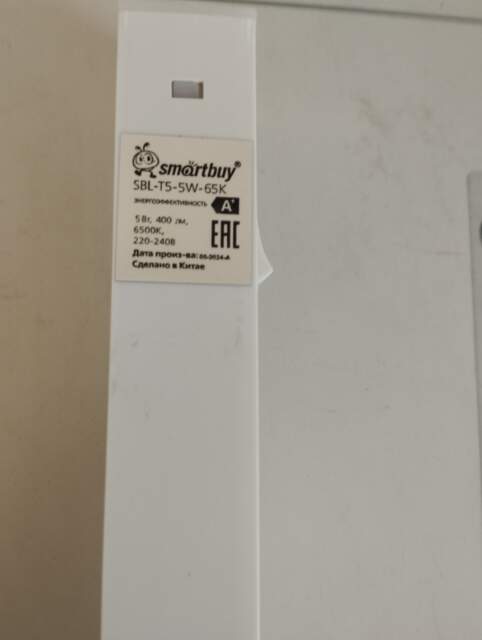 smartbuy®
SBL-T5-5W-65K
ЭНЕРГОЭФФЕКТИВНОСТЬ A+
5 Вт, 400 лм,
6500K,
220-240В
EAC
Дата произ-ва:
Сделано в Китае